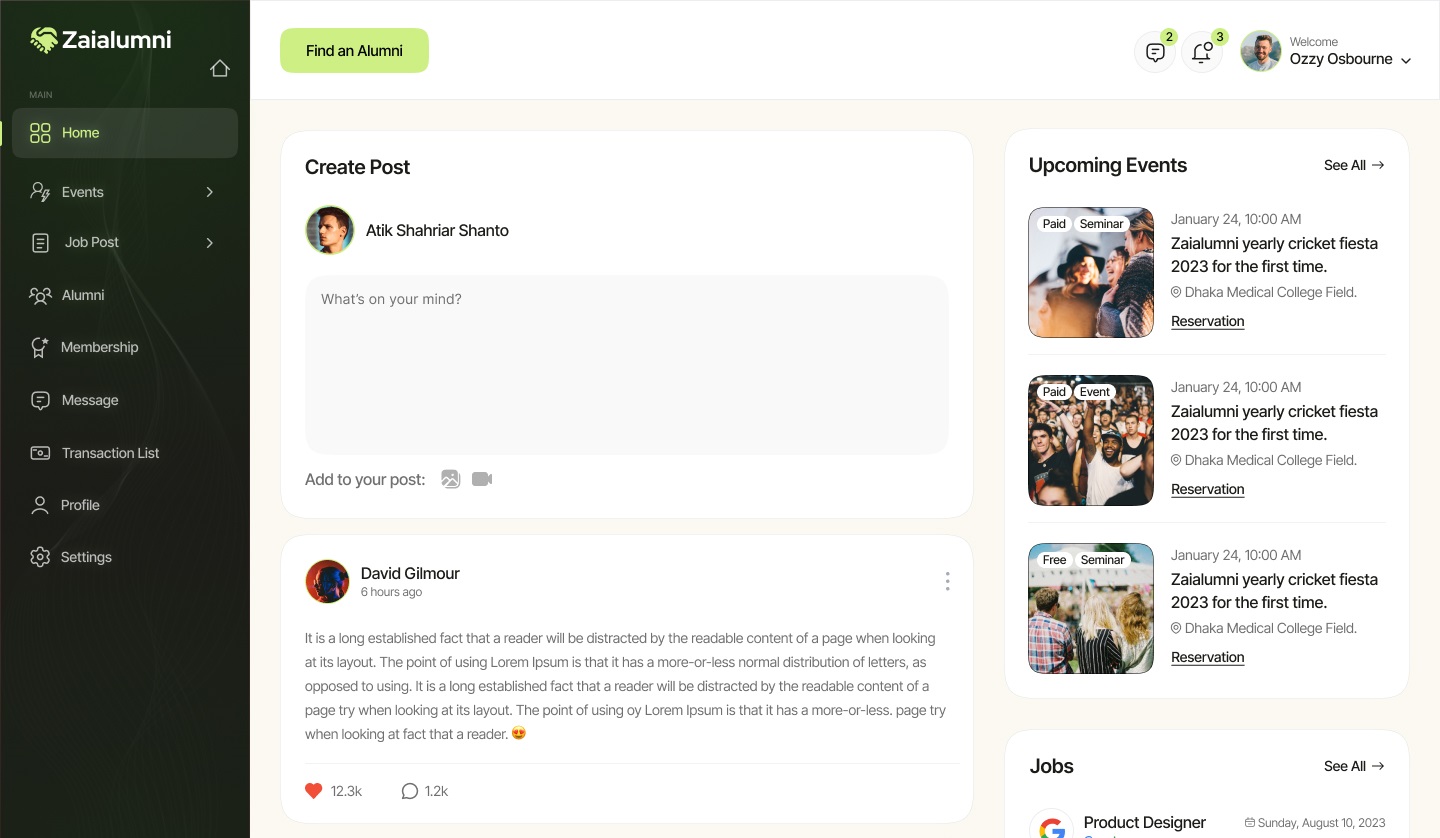 Zaialumni
MAIN
Home
Events
Job Post
Alumni
Membership
Message
Transaction List
Profile
Settings
Find an Alumni
2
3
Welcome
Ozzy Osbourne
Create Post
Atik Shahriar Shanto
What's on your mind?
Add to your post:
David Gilmour
6 hours ago
It is a long established fact that a reader will be distracted by the readable content of a page when looking
at its layout. The point of using Lorem Ipsum is that it has a more-or-less normal distribution of letters, as
opposed to using. It is a long established fact that a reader will be distracted by the readable content of a
page try when looking at its layout. The point of using oy Lorem Ipsum is that it has a more-or-less. page try
when looking at fact that a reader. 😍
12.3k
1.2k
Upcoming Events
See All →
Paid Seminar
January 24, 10:00 AM
Zaialumni yearly cricket fiesta
2023 for the first time.
Dhaka Medical College Field.
Reservation
Paid Event
January 24, 10:00 AM
Zaialumni yearly cricket fiesta
2023 for the first time.
Dhaka Medical College Field.
Reservation
Free Seminar
January 24, 10:00 AM
Zaialumni yearly cricket fiesta
2023 for the first time.
Dhaka Medical College Field.
Reservation
Jobs
See All →
Product Designer
Sunday, August 10, 2023